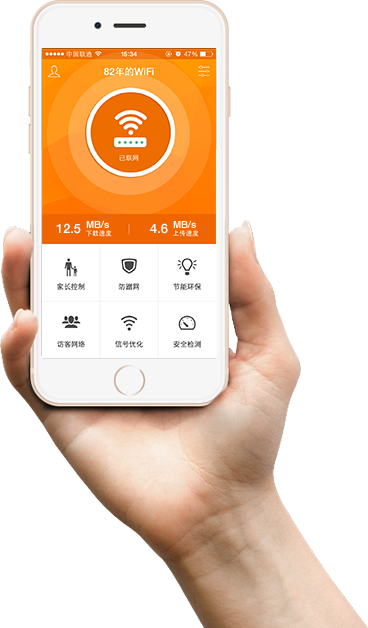 中国联通 15:34 47%
82年的WiFi
已联网
12.5 MB/s 下载速度 4.6 MB/s 上传速度
家长控制 防蹭网 节能环保
访客网络 信号优化 安全检测